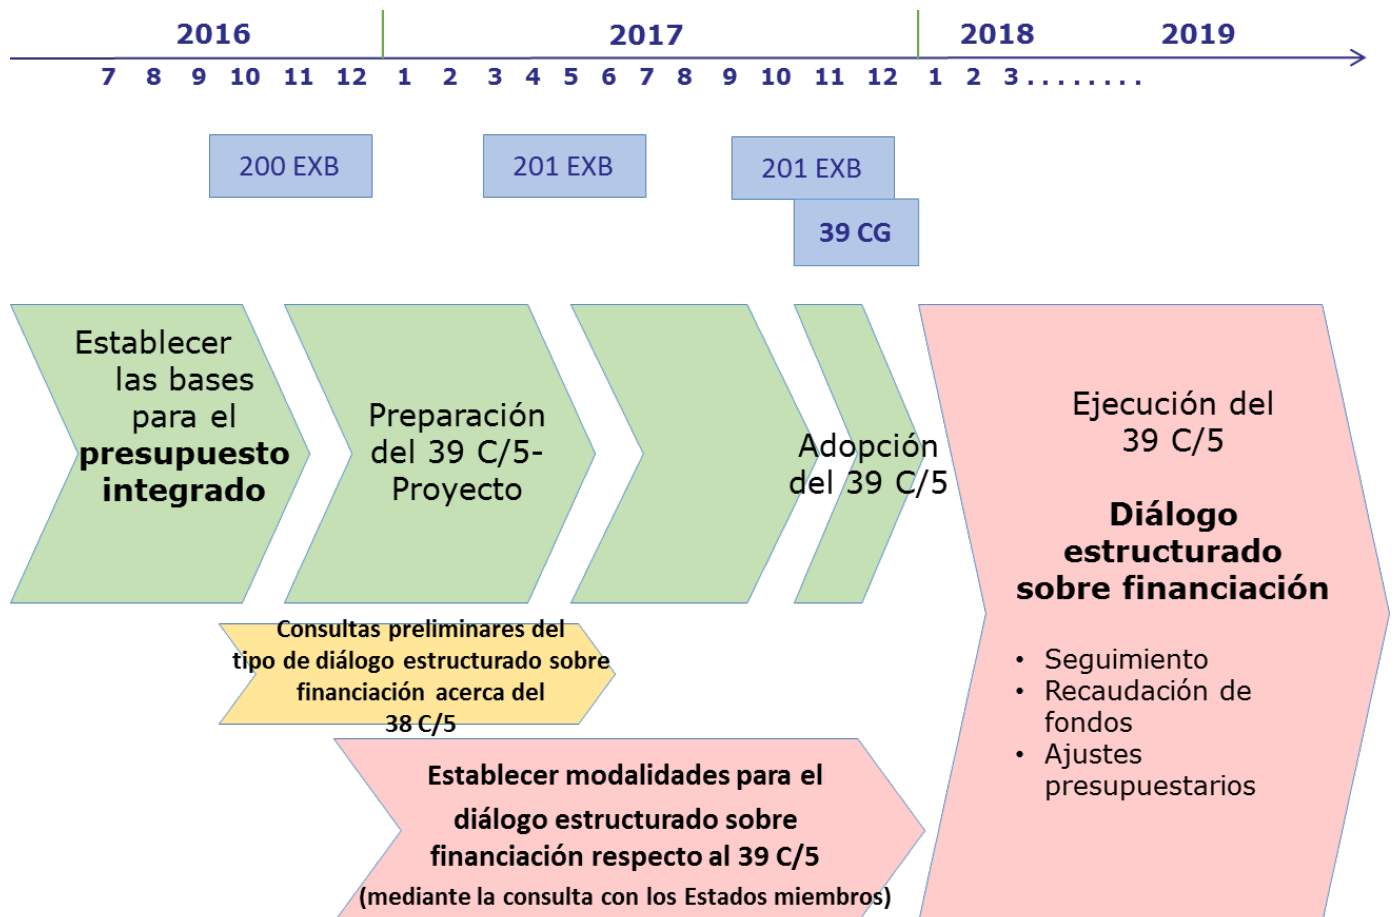 2016 2017 2018 2019
7 8 9 10 11 12 1 2 3 4 5 6 7 8 9 10 11 12 1 2 3 . . . . . . . .
200 EXB
201 EXB
201 EXB
39 CG
Establecer
las bases
para el
presupuesto
integrado
Preparación
del 39 C/5-
Proyecto
Adopción
del 39 C/5
Ejecución del
39 C/5
Diálogo
estructurado
sobre financiación
• Seguimiento
• Recaudación de
fondos
• Ajustes
presupuestarios
Consultas preliminares del
tipo de diálogo estructurado sobre
financiación acerca del
38 C/5
Establecer modalidades para el
diálogo estructurado sobre
financiación respecto al 39 C/5
(mediante la consulta con los Estados miembros)